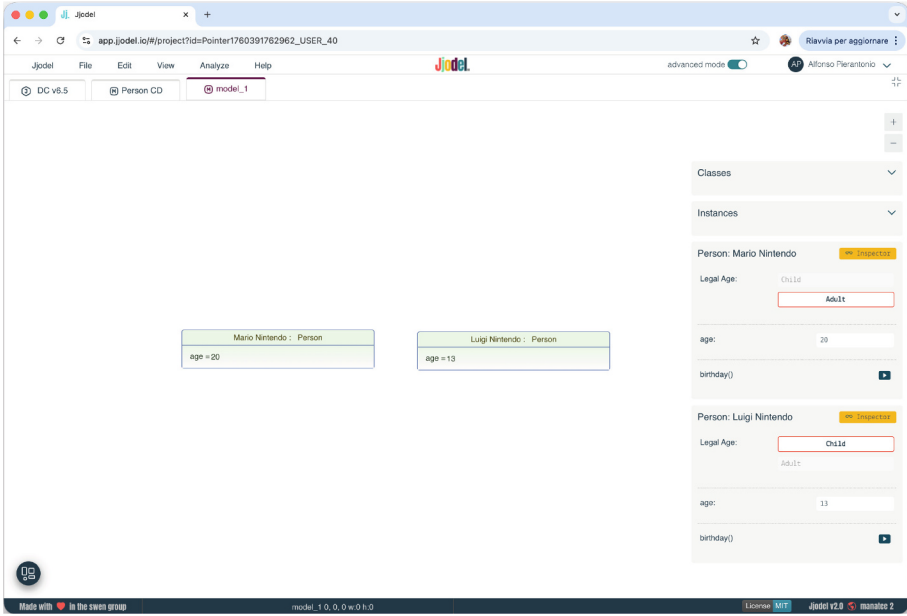 Jjodel
app.jjodel.io/#/project?id=Pointer1760391762962_USER_40
Riavvia per aggiornare
Jjodel File Edit View Analyze Help
Jjodel.
advanced mode
AP Alfonso Pierantonio
DC v6.5
Person CD
model_1
+
−
Classes
Instances
Person: Mario Nintendo
Inspector
Legal Age:
Child
Adult
age: 20
birthday()
Mario Nintendo : Person
age = 20
Luigi Nintendo : Person
age = 13
Person: Luigi Nintendo
Inspector
Legal Age:
Child
Adult
age: 13
birthday()
Made with ❤ in the swen group
model_1 0, 0, 0 w:0 h:0
License MIT
Jjodel v2.0 manatee 2